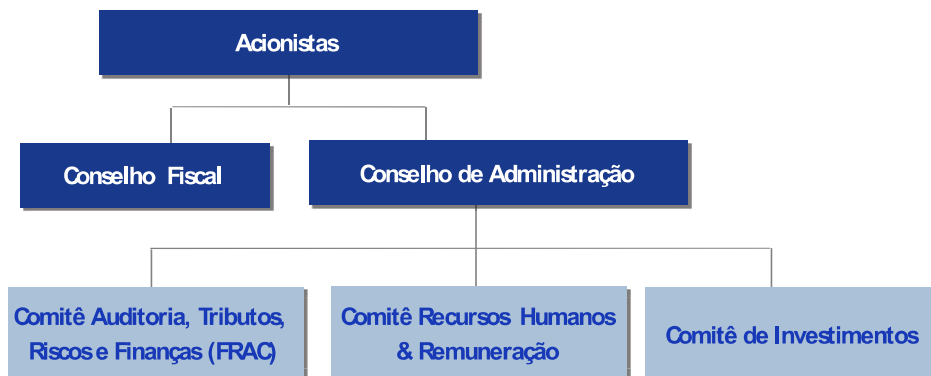 Acionistas
Conselho Fiscal
Conselho de Administração
Comitê Auditoria, Tributos,
Riscos e Finanças (FRAC)
Comitê Recursos Humanos
& Remuneração
Comitê de Investimentos